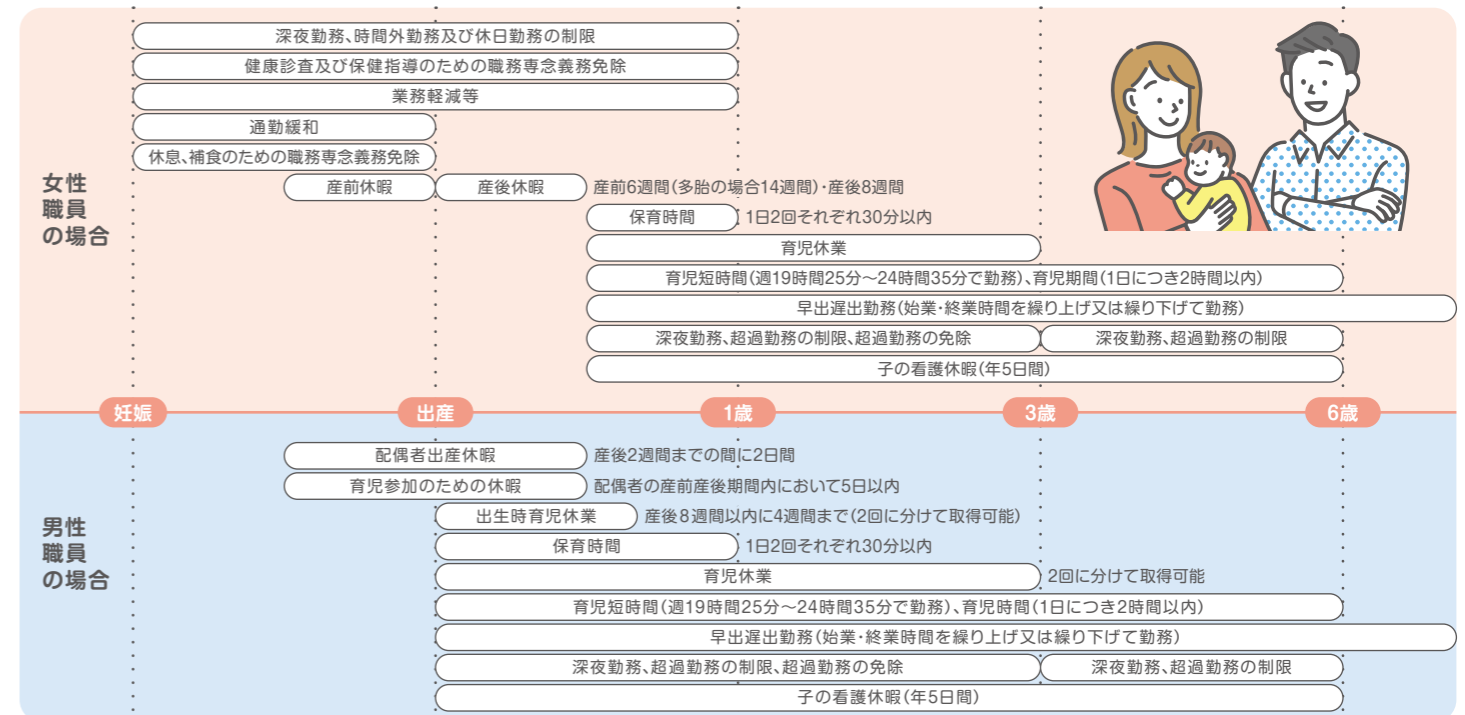 深夜勤務、時間外勤務及び休日勤務の制限
健康診査及び保健指導のための職務専念義務免除
業務軽減等
通勤緩和
休息、補食のための職務専念義務免除
女性
職員
の場合
産前休暇 産後休暇 産前6週間(多胎の場合14週間)・産後8週間
保育時間 1日2回それぞれ30分以内
育児休業
育児短時間(週19時間25分～24時間35分で勤務)、育児期間(1日につき2時間以内)
早出遅出勤務(始業・終業時間を繰り上げ又は繰り下げて勤務)
深夜勤務、超過勤務の制限、超過勤務の免除 深夜勤務、超過勤務の制限
子の看護休暇(年5日間)
妊娠 出産 1歳 3歳 6歳
配偶者出産休暇 産後2週間までの間に2日間
育児参加のための休暇 配偶者の産前産後期間内において5日以内
男性
職員
の場合
出生時育児休業 産後8週間以内に4週間まで(2回に分けて取得可能)
保育時間 1日2回それぞれ30分以内
育児休業 2回に分けて取得可能
育児短時間(週19時間25分～24時間35分で勤務)、育児時間(1日につき2時間以内)
早出遅出勤務(始業・終業時間を繰り上げ又は繰り下げて勤務)
深夜勤務、超過勤務の制限、超過勤務の免除 深夜勤務、超過勤務の制限
子の看護休暇(年5日間)